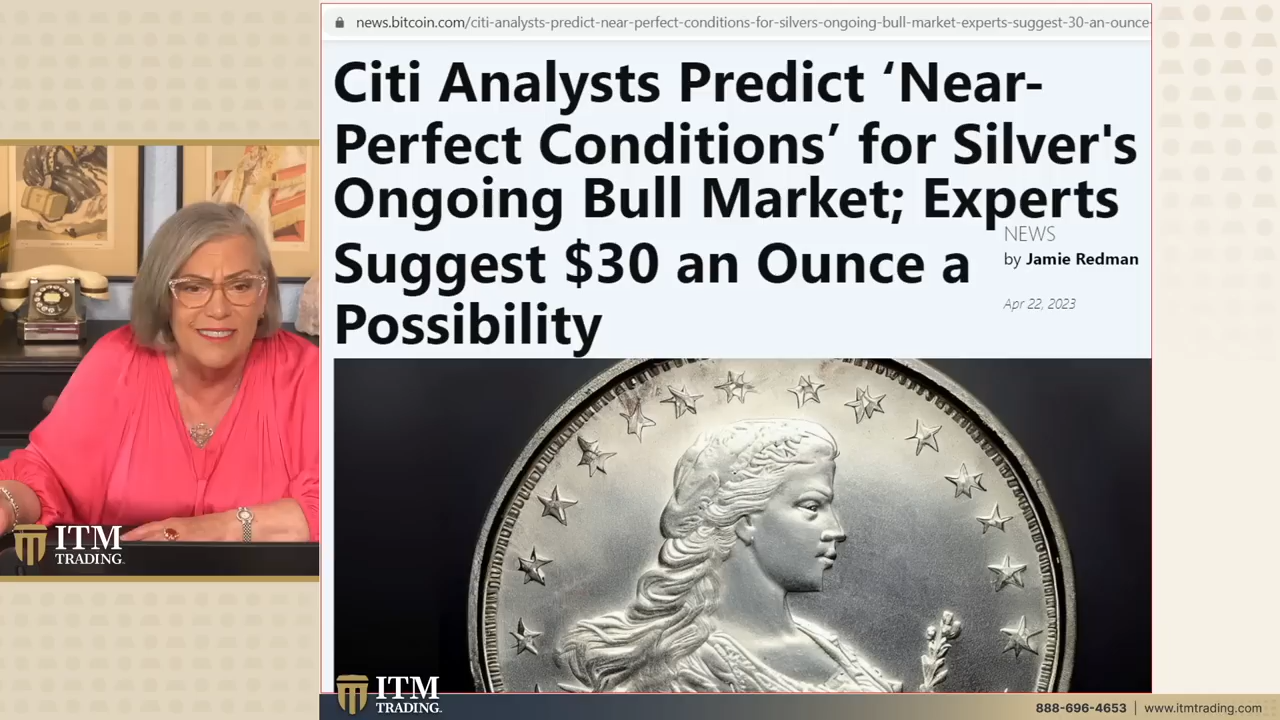 news.bitcoin.com/citi-analysts-predict-near-perfect-conditions-for-silvers-ongoing-bull-market-experts-suggest-30-an-ounce-
Citi Analysts Predict ‘Near-
Perfect Conditions’ for Silver's
Ongoing Bull Market; Experts
Suggest $30 an Ounce a
Possibility
NEWS
by Jamie Redman
Apr 22, 2023
ITM
TRADING.
ITM
TRADING.
888-696-4653 | www.itmtrading.com